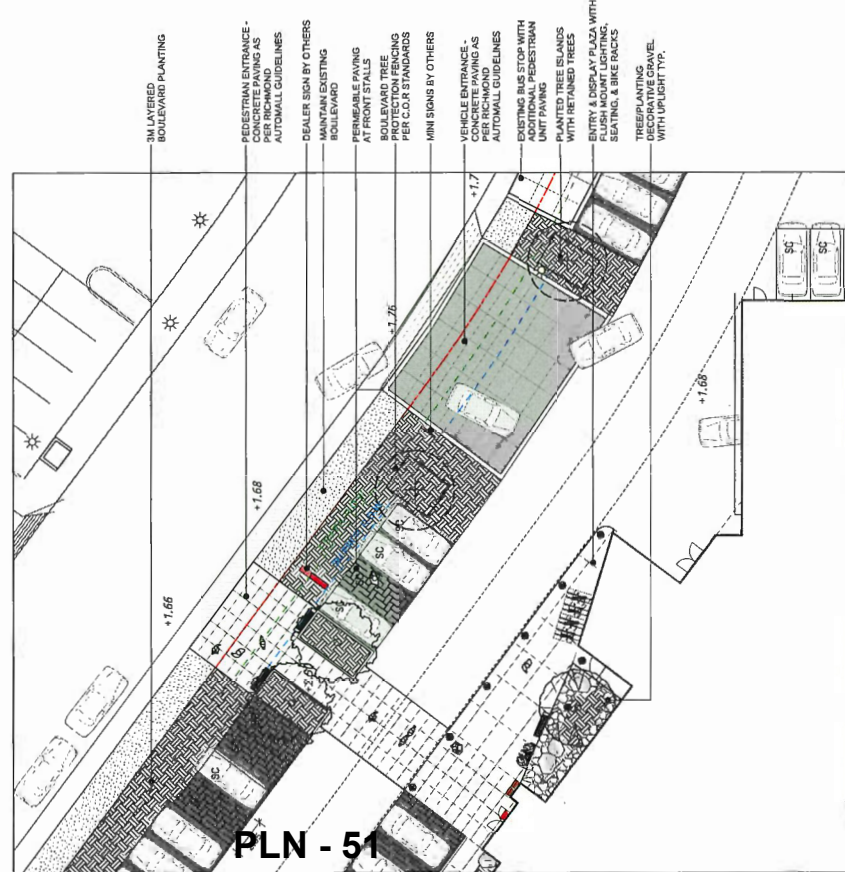 3M LAYERED
BOULEVARD PLANTING
PEDESTRIAN ENTRANCE -
CONCRETE PAVING AS
PER RICHMOND
AUTOMALL GUIDELINES
DEALER SIGN BY OTHERS
MAINTAIN EXISTING
BOULEVARD
PERMEABLE PAVING
AT FRONT STALLS
BOULEVARD TREE
PROTECTION FENCING
PER C.O.R STANDARDS
MINI SIGNS BY OTHERS
VEHICLE ENTRANCE -
CONCRETE PAVING AS
PER RICHMOND
AUTOMALL GUIDELINES
EXISTING BUS STOP WITH
ADDITIONAL PEDESTRIAN
UNIT PAVING
PLANTED TREE ISLANDS
WITH RETAINED TREES
ENTRY & DISPLAY PLAZA WITH
FLUSH MOUNT LIGHTING,
SEATING, & BIKE RACKS
TREE/PLANTING
DECORATIVE GRAVEL
WITH UPLIGHT TYP.
+1.66
+1.68
+1.76
+1.7
+1.68
SC
SC
SC
SC
SC
SC
PLN - 51